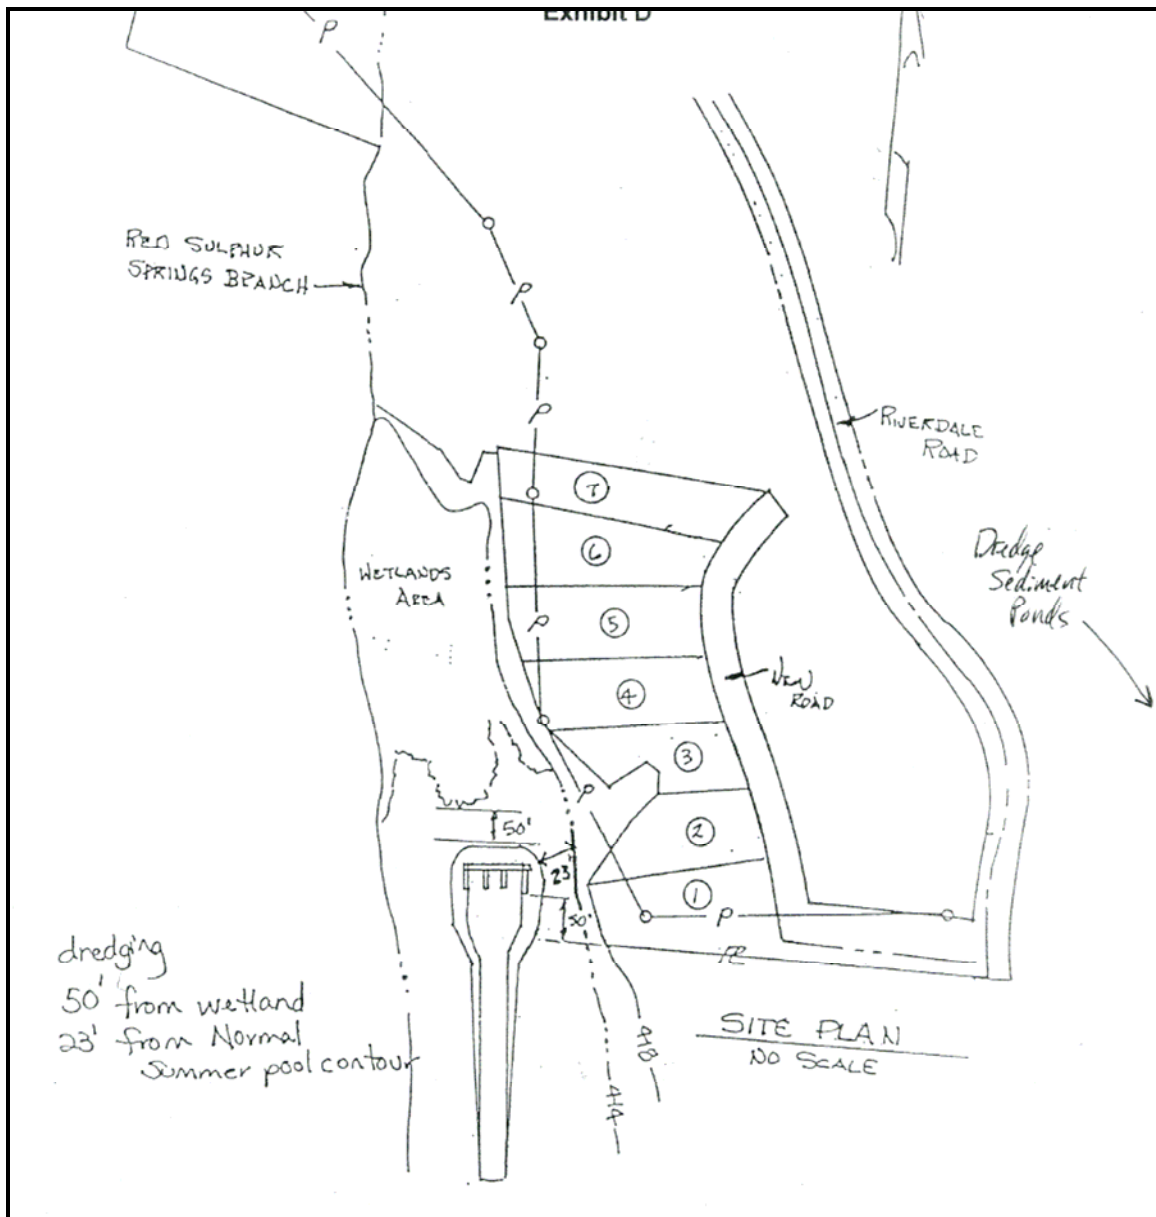 Exhibit D
P
RED SULPHUR
SPRINGS BRANCH
P
P
RIVERDALE
ROAD
7
6
WETLANDS
AREA
Dredge
Sediment
Ponds
5
P
4
NEW
ROAD
3
P
50'
2
23'
1
50'
P
PL
dredging
50' from wetland
23' from Normal
Summer pool contour
SITE PLAN
NO SCALE
418
414